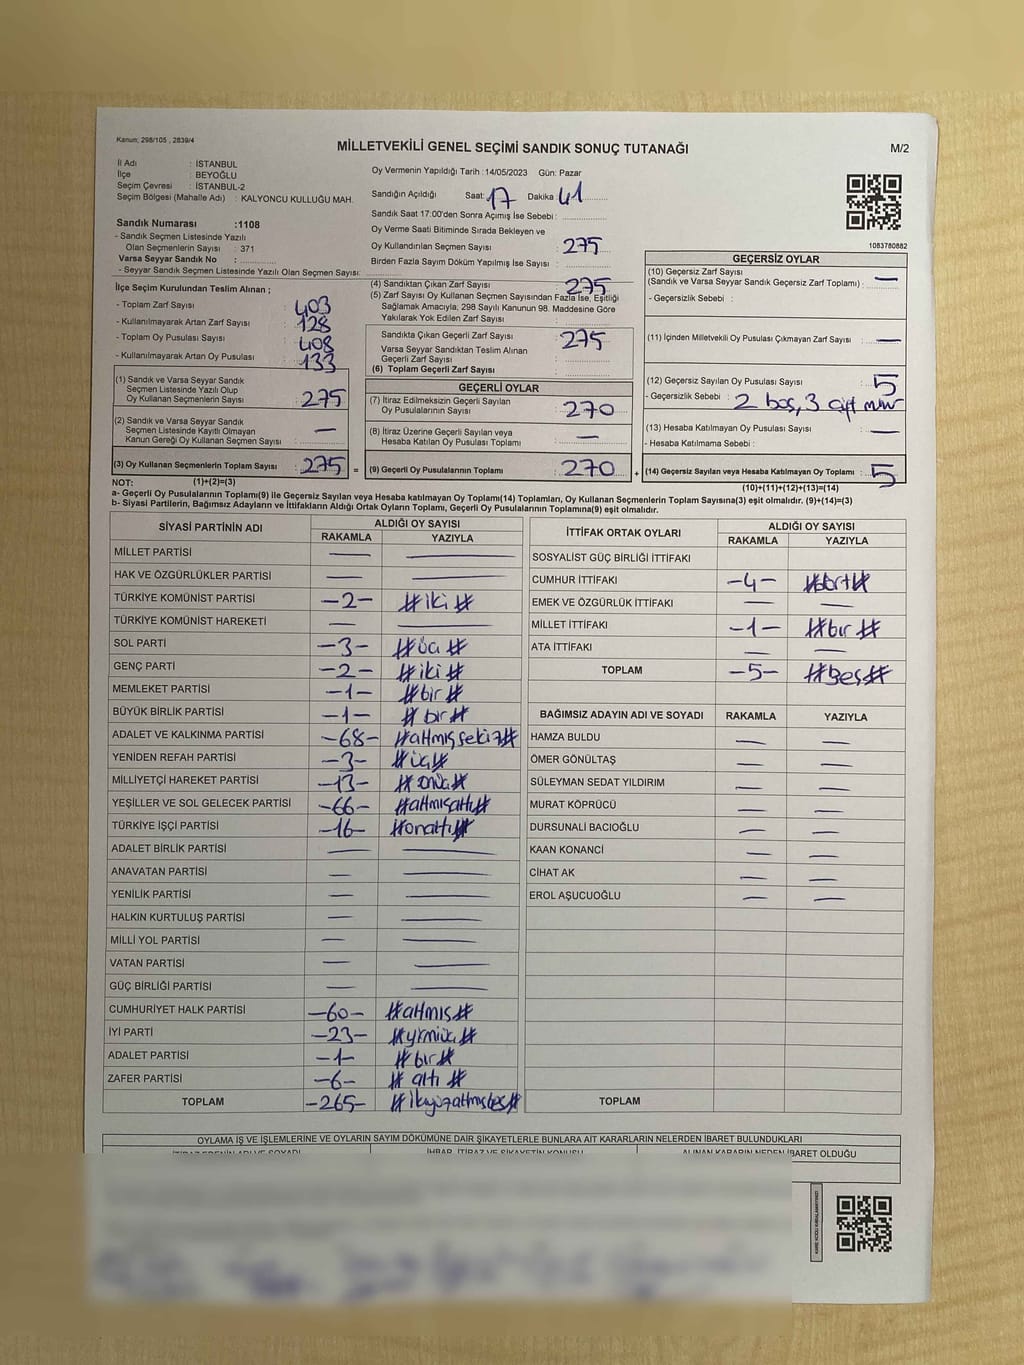 Kanun; 298/105 , 2839/4
MİLLETVEKİLİ GENEL SEÇİMİ SANDIK SONUÇ TUTANAĞI
M/2
İl Adı : İSTANBUL
İlçe : BEYOĞLU
Seçim Çevresi : İSTANBUL-2
Seçim Bölgesi (Mahalle Adı) : KALYONCU KULLUĞU MAH.
Sandık Numarası :1108
- Sandık Seçmen Listesinde Yazılı
Olan Seçmenlerin Sayısı : 371
Varsa Seyyar Sandık No :
- Seyyar Sandık Seçmen Listesinde Yazılı Olan Seçmen Sayısı:
Oy Vermenin Yapıldığı Tarih : 14/05/2023 Gün: Pazar
Sandığın Açıldığı Saat: 17 Dakika: 41
Sandık Saat 17:00'den Sonra Açılmış İse Sebebi :
Oy Verme Saati Bitiminde Sırada Bekleyen ve
Oy Kullandırılan Seçmen Sayısı : 275
Birden Fazla Sayım Döküm Yapılmış İse Sayısı :
1083780882
İlçe Seçim Kurulundan Teslim Alınan ;
- Toplam Zarf Sayısı : 403
- Kullanılmayarak Artan Zarf Sayısı : 128
- Toplam Oy Pusulası Sayısı : 408
- Kullanılmayarak Artan Oy Pusulası : 133
(1) Sandık ve Varsa Seyyar Sandık
Seçmen Listesinde Yazılı Olup
Oy Kullanan Seçmenlerin Sayısı : 275
(2) Sandık ve Varsa Seyyar Sandık
Seçmen Listesinde Kayıtlı Olmayan
Kanun Gereği Oy Kullanan Seçmen Sayısı : —
(3) Oy Kullanan Seçmenlerin Toplam Sayısı : 275 =
(1)+(2)=(3)
(4) Sandıktan Çıkan Zarf Sayısı : 275
(5) Zarf Sayısı Oy Kullanan Seçmen Sayısından Fazla İse, Eşitliği
Sağlamak Amacıyla, 298 Sayılı Kanunun 98. Maddesine Göre
Yakılarak Yok Edilen Zarf Sayısı :
Sandıkta Çıkan Geçerli Zarf Sayısı : 275
Varsa Seyyar Sandıktan Teslim Alınan
Geçerli Zarf Sayısı :
(6) Toplam Geçerli Zarf Sayısı :
GEÇERLİ OYLAR
(7) İtiraz Edilmeksizin Geçerli Sayılan
Oy Pusulalarının Sayısı : 270
(8) İtiraz Üzerine Geçerli Sayılan veya
Hesaba Katılan Oy Pusulası Toplamı : —
(9) Geçerli Oy Pusulalarının Toplamı : 270 +
GEÇERSİZ OYLAR
(10) Geçersiz Zarf Sayısı
(Sandık ve Varsa Seyyar Sandık Geçersiz Zarf Toplamı) : —
- Geçersizlik Sebebi :
(11) İçinden Milletvekili Oy Pusulası Çıkmayan Zarf Sayısı : —
(12) Geçersiz Sayılan Oy Pusulası Sayısı : 5
- Geçersizlik Sebebi : 2 boş, 3 çift
(13) Hesaba Katılmayan Oy Pusulası Sayısı : —
- Hesaba Katılmama Sebebi :
(14) Geçersiz Sayılan veya Hesaba Katılmayan Oy Toplamı : 5
(10)+(11)+(12)+(13)=(14)
NOT:
a- Geçerli Oy Pusulalarının Toplamı(9) ile Geçersiz Sayılan veya Hesaba katılmayan Oy Toplamı(14) Toplamları, Oy Kullanan Seçmenlerin Toplam Sayısına(3) eşit olmalıdır. (9)+(14)=(3)
b- Siyasi Partilerin, Bağımsız Adayların ve İttifakların Aldığı Ortak Oyların Toplamı, Geçerli Oy Pusulalarının Toplamına(9) eşit olmalıdır.
SİYASİ PARTİNİN ADI ALDIĞI OY SAYISI
RAKAMLA YAZIYLA
MİLLET PARTİSİ — —
HAK VE ÖZGÜRLÜKLER PARTİSİ — —
TÜRKİYE KOMÜNİST PARTİSİ -2- #iki#
TÜRKİYE KOMÜNİST HAREKETİ — —
SOL PARTİ -3- #üç#
GENÇ PARTİ -2- #iki#
MEMLEKET PARTİSİ -1- #bir#
BÜYÜK BİRLİK PARTİSİ -1- #bir#
ADALET VE KALKINMA PARTİSİ -68- #altmışsekiz#
YENİDEN REFAH PARTİSİ -3- #üç#
MİLLİYETÇİ HAREKET PARTİSİ -13- #onüç#
YEŞİLLER VE SOL GELECEK PARTİSİ -66- #altmışaltı#
TÜRKİYE İŞÇİ PARTİSİ -16- #onaltı#
ADALET BİRLİK PARTİSİ — —
ANAVATAN PARTİSİ — —
YENİLİK PARTİSİ — —
HALKIN KURTULUŞ PARTİSİ — —
MİLLİ YOL PARTİSİ — —
VATAN PARTİSİ — —
GÜÇ BİRLİĞİ PARTİSİ — —
CUMHURİYET HALK PARTİSİ -60- #altmış#
İYİ PARTİ -23- #yirmiüç#
ADALET PARTİSİ -1- #bir#
ZAFER PARTİSİ -6- #altı#
TOPLAM -265- #ikiyüzaltmışbeş#
İTTİFAK ORTAK OYLARI ALDIĞI OY SAYISI
RAKAMLA YAZIYLA
SOSYALİST GÜÇ BİRLİĞİ İTTİFAKI
CUMHUR İTTİFAKI -4- #dört#
EMEK VE ÖZGÜRLÜK İTTİFAKI — —
MİLLET İTTİFAKI -1- #bir#
ATA İTTİFAKI — —
TOPLAM -5- #beş#
BAĞIMSIZ ADAYIN ADI VE SOYADI RAKAMLA YAZIYLA
HAMZA BULDU — —
ÖMER GÖNÜLTAŞ — —
SÜLEYMAN SEDAT YILDIRIM — —
MURAT KÖPRÜCÜ — —
DURSUNALİ BACIOĞLU — —
KAAN KONANCİ — —
CİHAT AK — —
EROL AŞUCUOĞLU — —
TOPLAM
OYLAMA İŞ VE İŞLEMLERİNE VE OYLARIN SAYIM DÖKÜMÜNE DAİR ŞİKAYETLERLE BUNLARA AİT KARARLARIN NELERDEN İBARET BULUNDUKLARI
İTİRAZ EDENİN ADI VE SOYADI İHBAR, İTİRAZ VE ŞİKAYETİN KONUSU ALINAN KARARIN NEDEN İBARET OLDUĞU